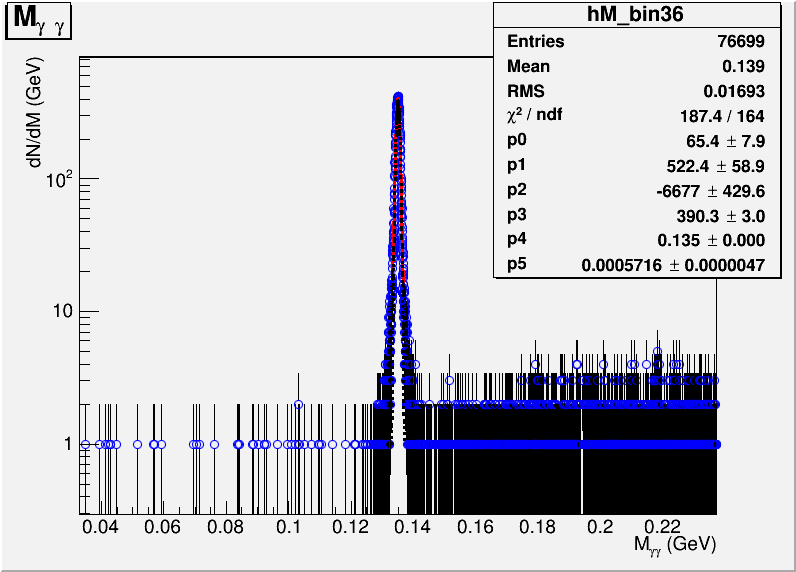 M γ γ
hM_bin36
Entries 76699
Mean 0.139
RMS 0.01693
χ² / ndf 187.4 / 164
p0 65.4 ± 7.9
p1 522.4 ± 58.9
p2 -6677 ± 429.6
p3 390.3 ± 3.0
p4 0.135 ± 0.000
p5 0.0005716 ± 0.0000047
dN/dM (GeV)
10²
10
1
0.04 0.06 0.08 0.1 0.12 0.14 0.16 0.18 0.2 0.22
Mγγ (GeV)